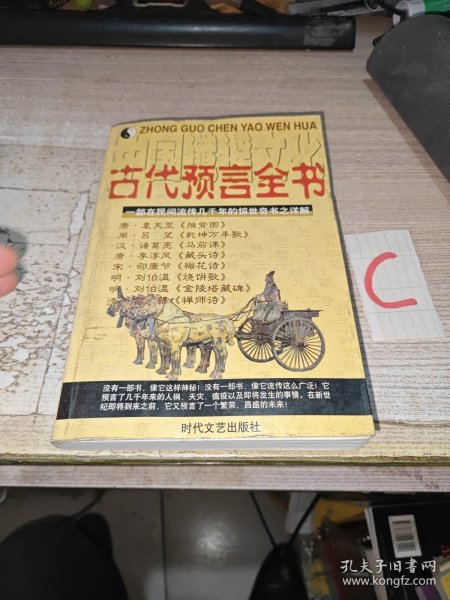 ZHONG GUO CHEN YAO WEN HUA
中国谶谣文化
古代预言全书
一部在民间流传几千年的惊世奇书之详解
唐·袁天罡《推背图》
周·吕望《乾坤万年歌》
汉·诸葛亮《马前课》
唐·李淳风《藏头诗》
宋·邵康节《梅花诗》
明·刘伯温《烧饼歌》
明·刘伯温《金陵塔藏碑》
《禅师诗》
没有一部书，像它这样神秘！没有一部书，像它流传这么广泛！它
预言了几千年来的人祸、天灾、瘟疫以及即将发生的事情，在新世
纪即将到来之前，它又预言了一个繁荣、昌盛的未来！
时代文艺出版社
C
孔夫子旧书网
www.kongfz.com